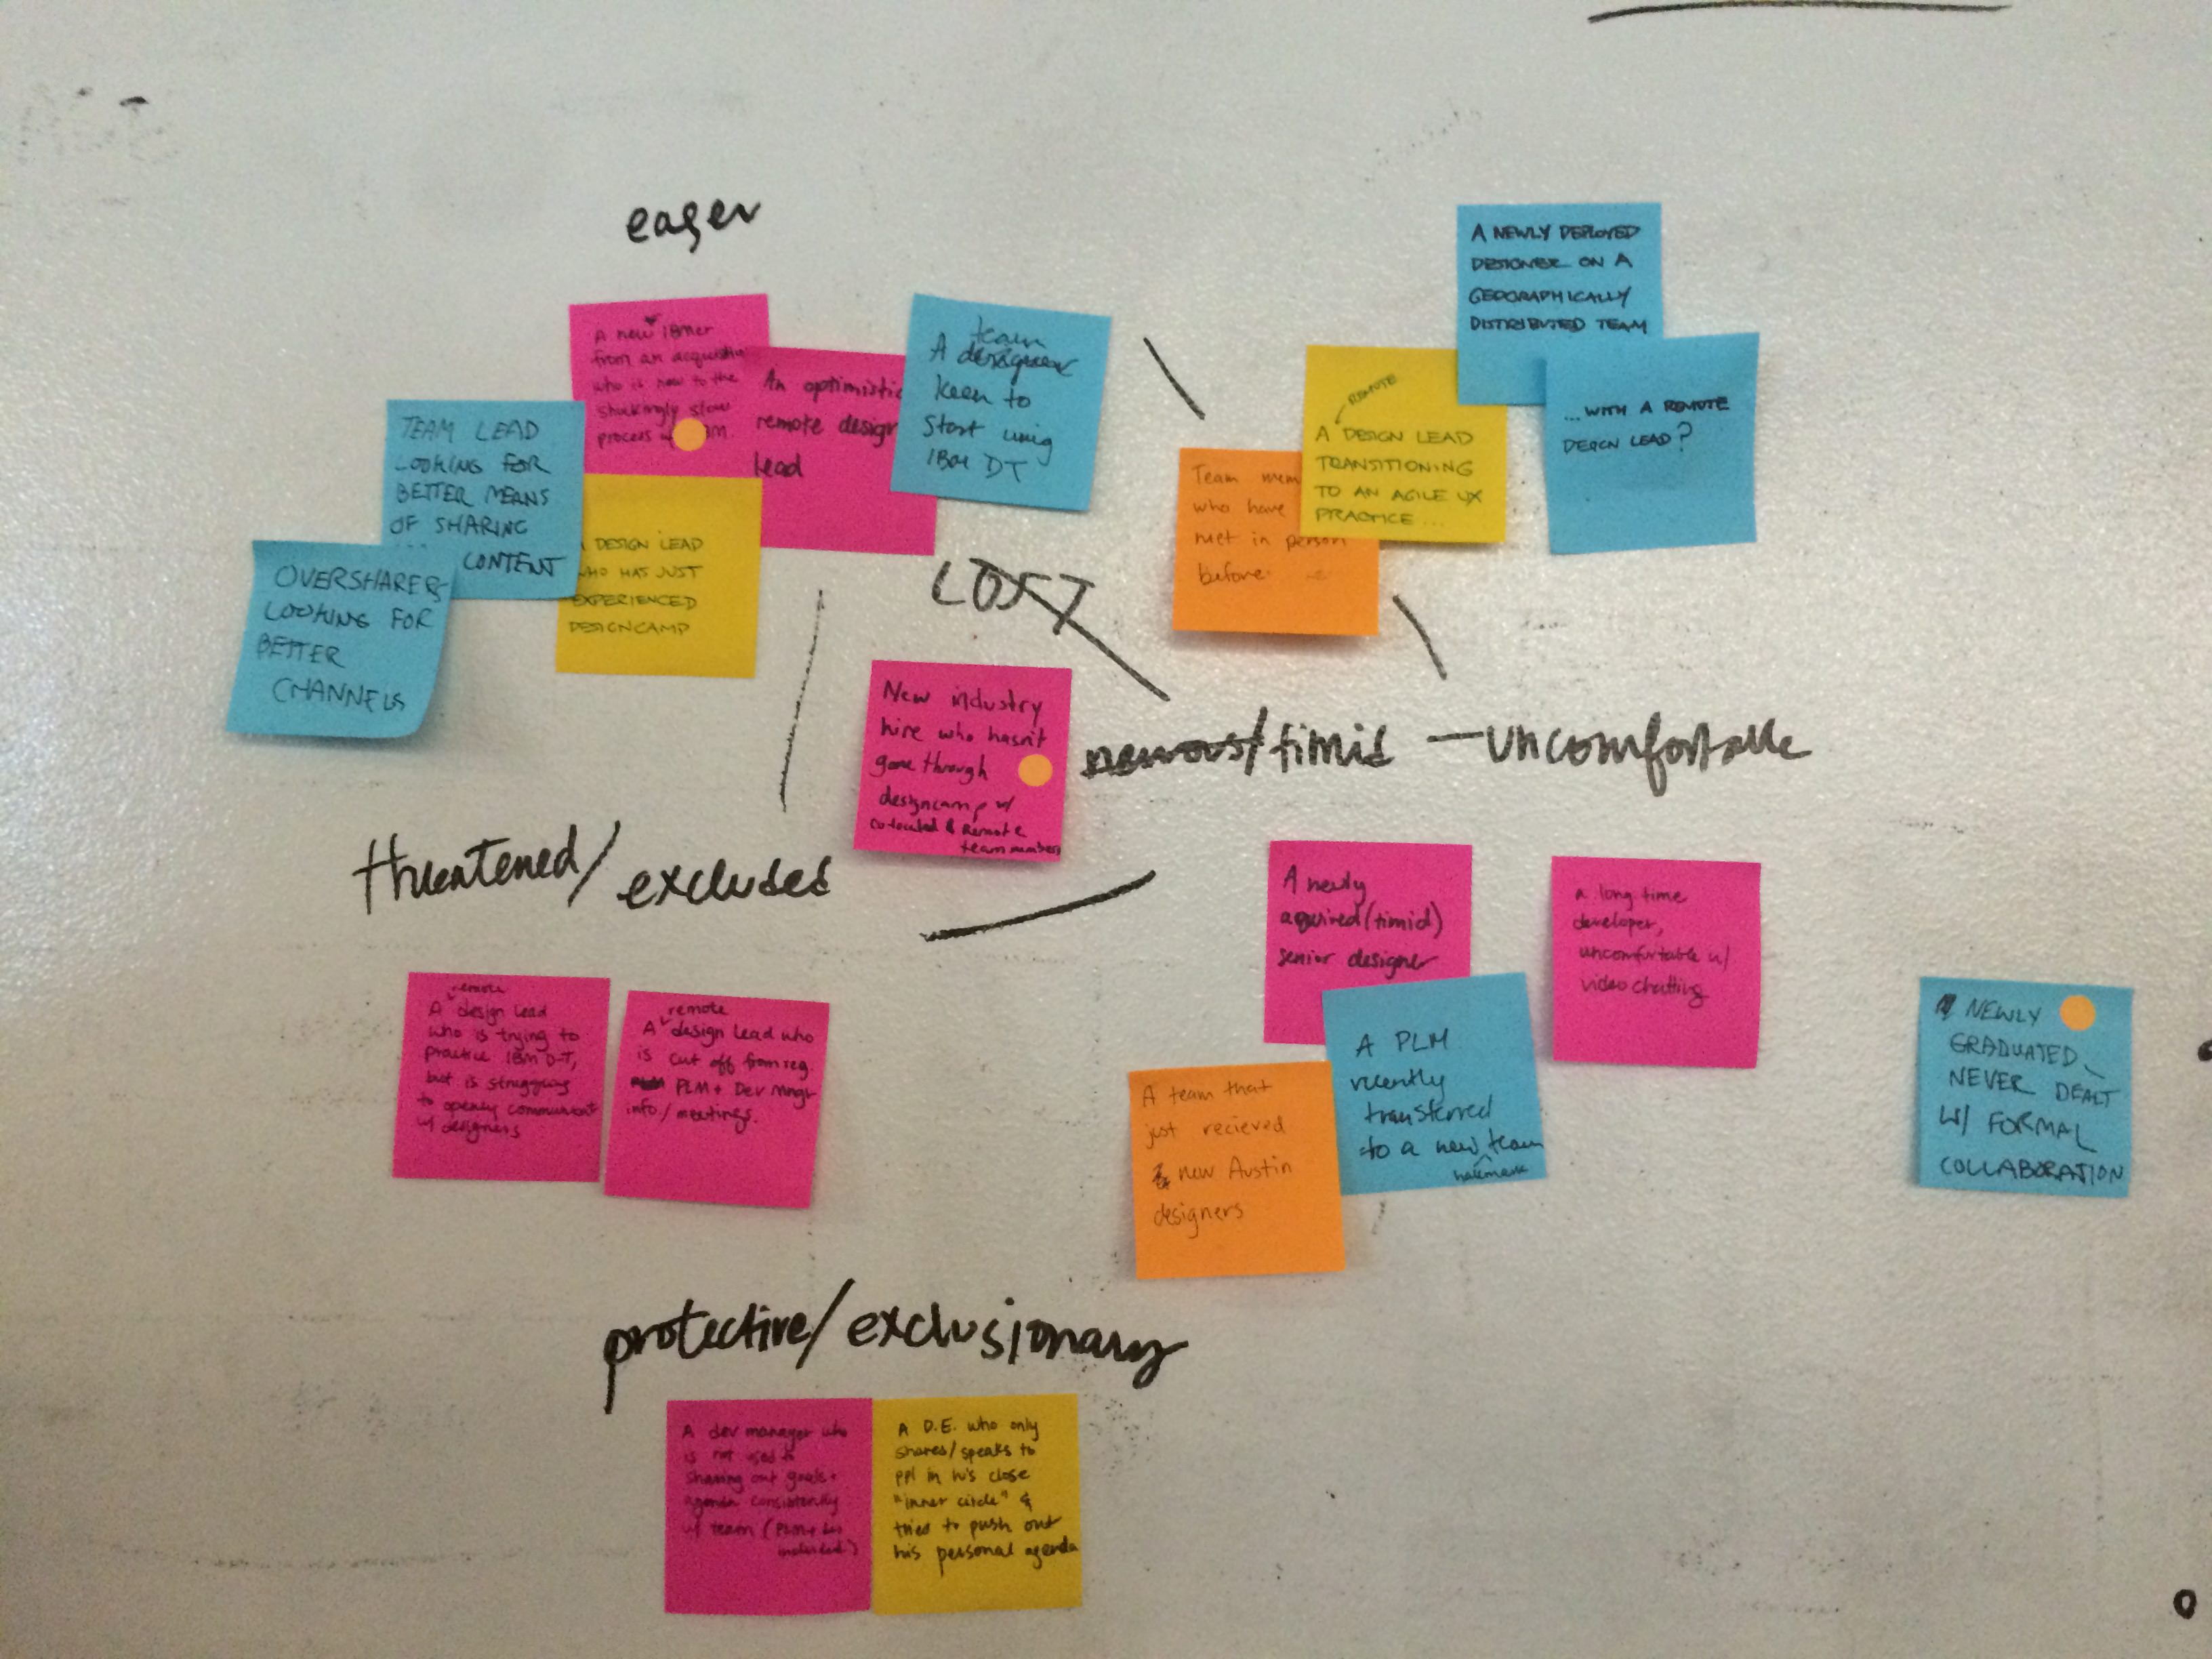 eager
A new IBMer
from an acquisition
who is new to the
shockingly slow
process
An optimistic
remote design
lead
team
A designer
keen to
start using
IBM DT
TEAM LEAD
LOOKING FOR
BETTER MEANS
OF SHARING
... CONTENT
OVERSHARERS
LOOKING FOR
BETTER
CHANNELS
DESIGN LEAD
WHO HAS JUST
EXPERIENCED
DESIGNCAMP
A NEWLY DEPLOYED
DESIGNER ON A
GEOGRAPHICALLY
DISTRIBUTED TEAM
...WITH A REMOTE
DESIGN LEAD?
REMOTE
A DESIGN LEAD
TRANSITIONING
TO AN AGILE UX
PRACTICE...
Team mem
who have
met in person
before
LOST
New industry
hire who hasn't
gone through
designcamp w/
co-located & remote
team members
nervous/timid – uncomfortable
threatened/excluded
remote
A design lead
who is trying to
practice IBM D-T,
but is struggling
to openly communicate
w/ designers
remote
A design lead who
is cut off from reg.
PLM + Dev Mngr
info/meetings.
A newly
aquired (timid)
senior designer
a long time
developer,
uncomfortable w/
video chatting
A PLM
recently
transferred
to a new team
hallmark
A team that
just recieved
new Austin
designers
NEWLY
GRADUATED,
NEVER DEALT
W/ FORMAL
COLLABORATION
protective/exclusionary
A dev manager who
is not used to
sharing out goals +
agenda consistently
w/ team (PLM
included)
A D.E. who only
shares/speaks to
ppl in his close
"inner circle" &
tries to push out
his personal agenda